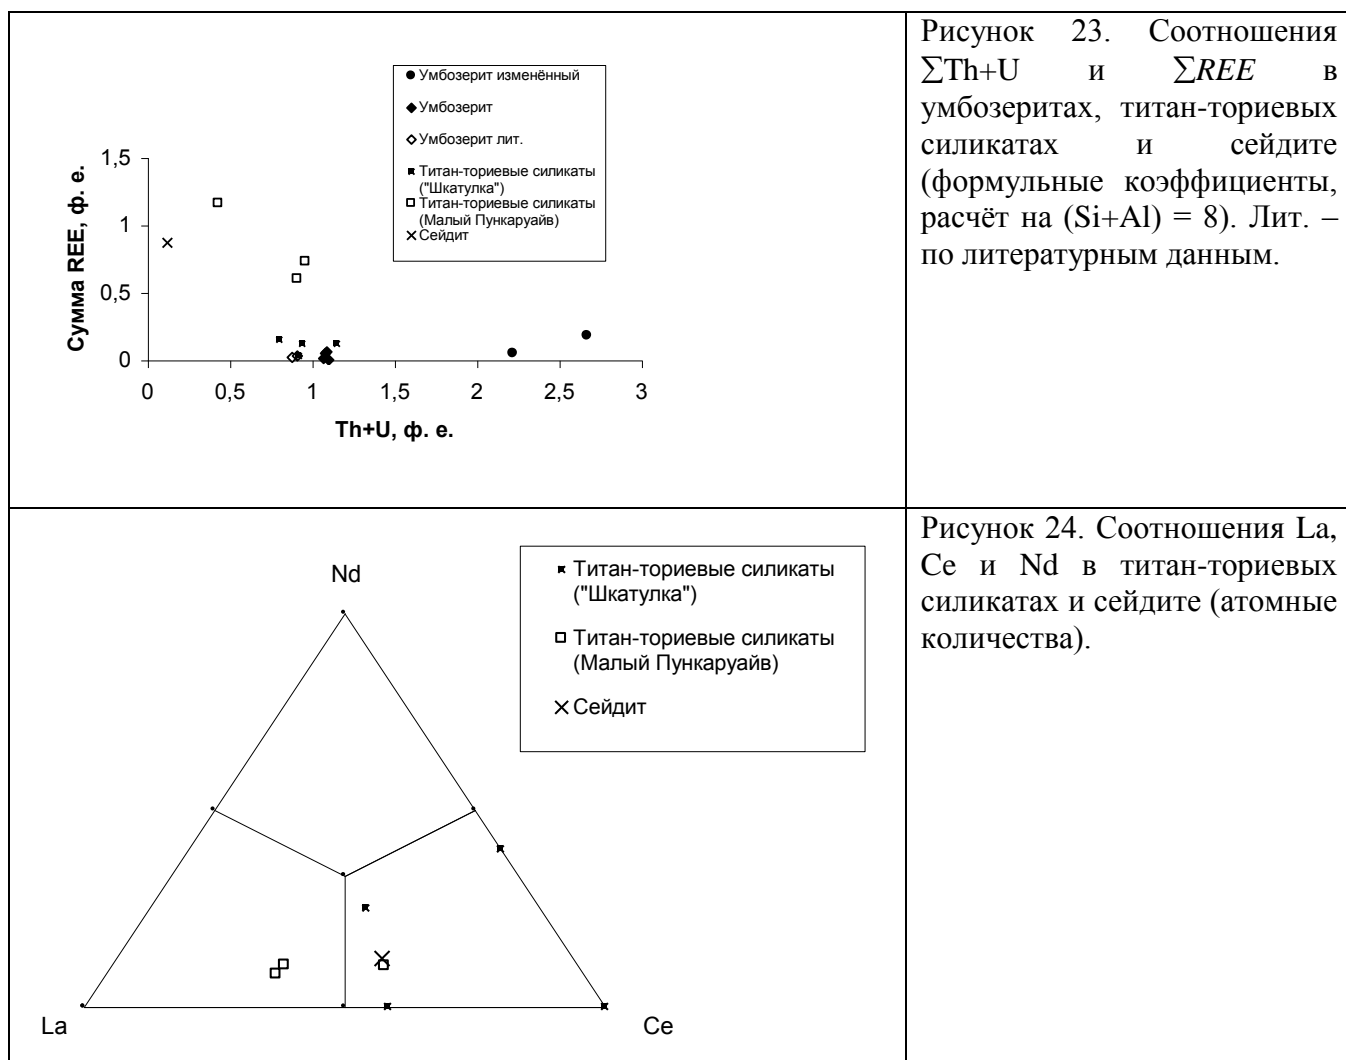 Умбозерит изменённый
Умбозерит
Умбозерит лит.
Титан-ториевые силикаты
("Шкатулка")
Титан-ториевые силикаты
(Малый Пункаруайв)
Сейдит
Сумма REE, ф. е.
1,5
1
0,5
0
0 0,5 1 1,5 2 2,5 3
Th+U, ф. е.
Рисунок 23. Соотношения
∑Th+U и ∑REE в
умбозеритах, титан-ториевых
силикатах и сейдите
(формульные коэффициенты,
расчёт на (Si+Al) = 8). Лит. –
по литературным данным.
Nd
La
Ce
Титан-ториевые силикаты
("Шкатулка")
Титан-ториевые силикаты
(Малый Пункаруайв)
Сейдит
Рисунок 24. Соотношения La,
Ce и Nd в титан-ториевых
силикатах и сейдите (атомные
количества).